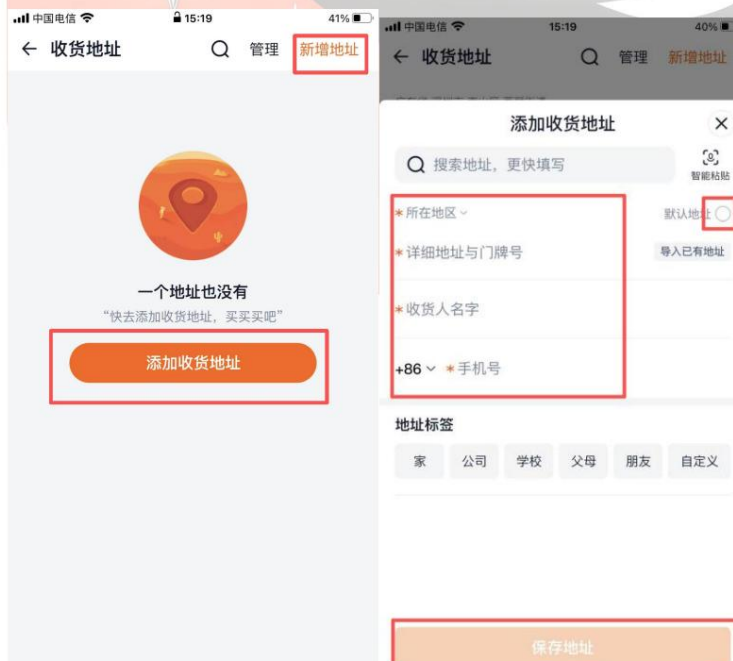 中国电信 15:19 41%
收货地址 管理 新增地址
一个地址也没有
“快去添加收货地址，买买买吧”
添加收货地址
中国电信 15:19 40%
收货地址 管理 新增地址
添加收货地址
搜索地址，更快填写
智能粘贴
*所在地区 默认地址
*详细地址与门牌号 导入已有地址
*收货人名字
+86 *手机号
地址标签
家 公司 学校 父母 朋友 自定义
保存地址